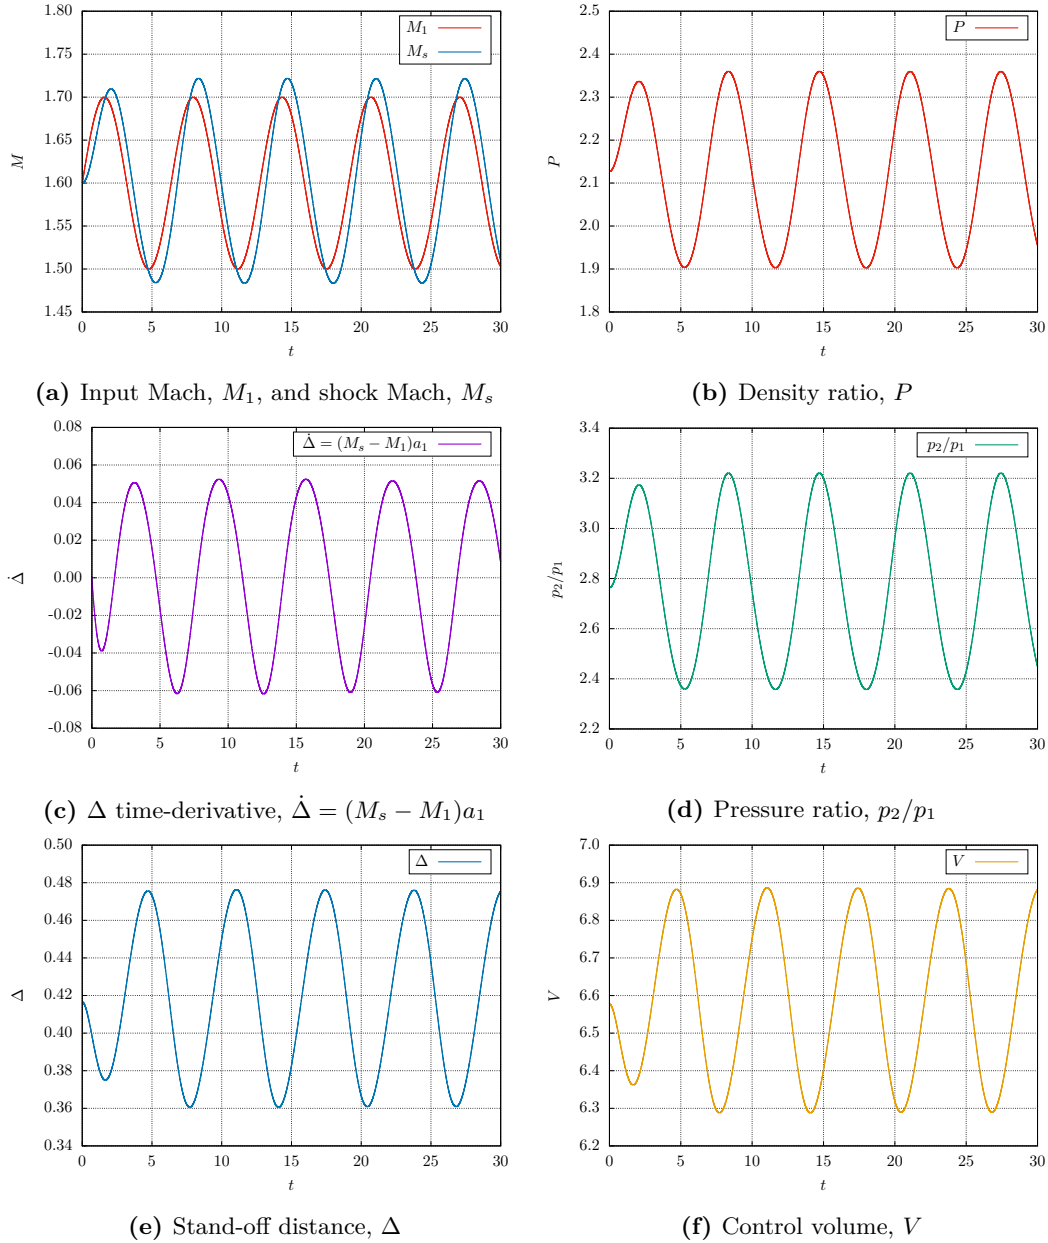 1.80
1.70
1.65
1.60
1.55
1.50
1.45
M
M₁
Mₛ
0 5 10 15 20 25 30
t
(a) Input Mach, M₁, and shock Mach, Mₛ
2.5
2.4
2.3
2.2
2.1
2.0
1.9
1.8
P
P
0 5 10 15 20 25 30
t
(b) Density ratio, P
0.08
0.06
0.04
0.02
0.00
-0.02
-0.04
-0.06
-0.08
Δ̇
Δ̇ = (Mₛ − M₁)a₁
0 5 10 15 20 25 30
t
(c) Δ time-derivative, Δ̇ = (Mₛ − M₁)a₁
3.4
3.2
3.0
2.8
2.6
2.4
2.2
p₂/p₁
p₂/p₁
0 5 10 15 20 25 30
t
(d) Pressure ratio, p₂/p₁
0.50
0.48
0.46
0.44
0.42
0.40
0.38
0.36
0.34
Δ
Δ
0 5 10 15 20 25 30
t
(e) Stand-off distance, Δ
7.0
6.9
6.8
6.7
6.6
6.5
6.4
6.3
6.2
V
V
0 5 10 15 20 25 30
t
(f) Control volume, V